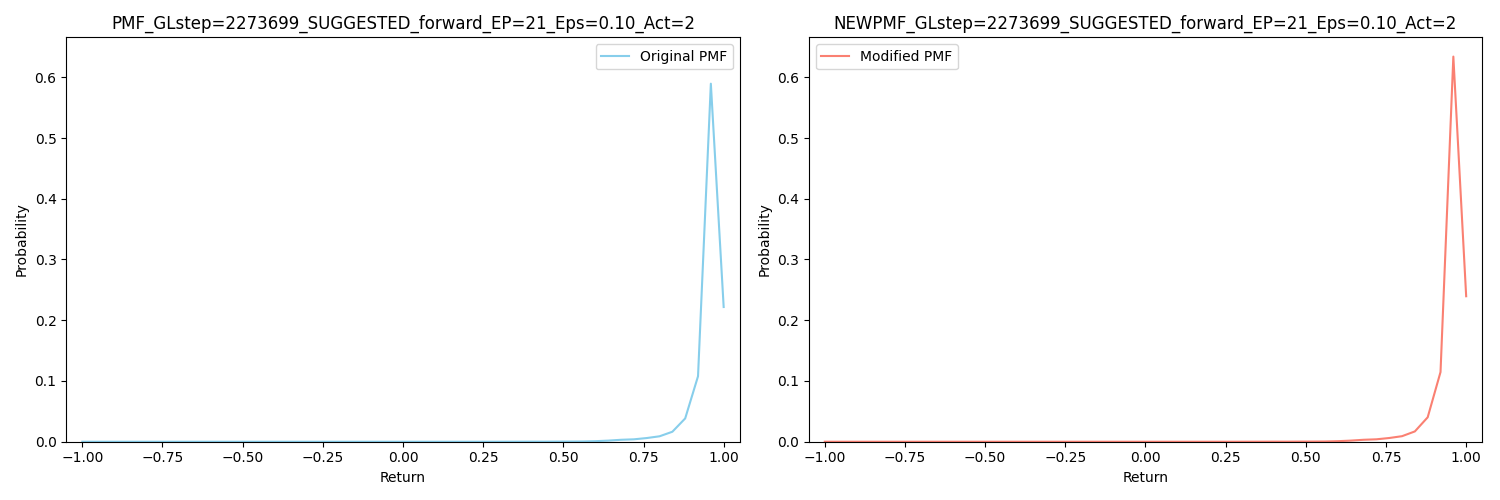 PMF_GLstep=2273699_SUGGESTED_forward_EP=21_Eps=0.10_Act=2
Original PMF
Probability
0.6
0.5
0.4
0.3
0.2
0.1
0.0
−1.00 −0.75 −0.50 −0.25 0.00 0.25 0.50 0.75 1.00
Return
NEWPMF_GLstep=2273699_SUGGESTED_forward_EP=21_Eps=0.10_Act=2
Modified PMF
Probability
0.6
0.5
0.4
0.3
0.2
0.1
0.0
−1.00 −0.75 −0.50 −0.25 0.00 0.25 0.50 0.75 1.00
Return